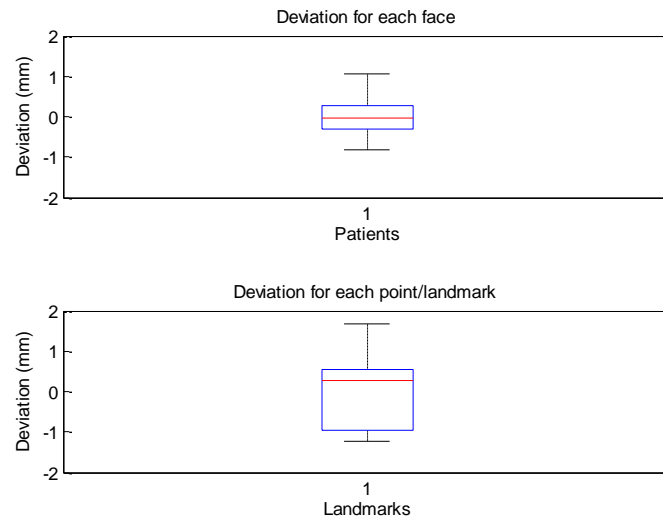 Deviation for each face
2
1
0
-1
-2
Deviation (mm)
1
Patients
Deviation for each point/landmark
2
1
0
-1
-2
Deviation (mm)
1
Landmarks